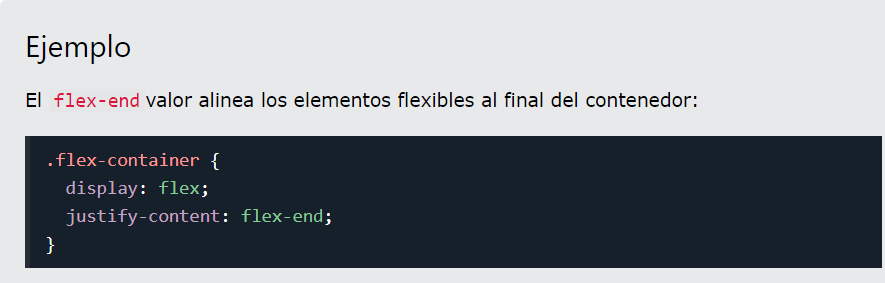 Ejemplo
El flex-end valor alinea los elementos flexibles al final del contenedor:
.flex-container {
  display: flex;
  justify-content: flex-end;
}